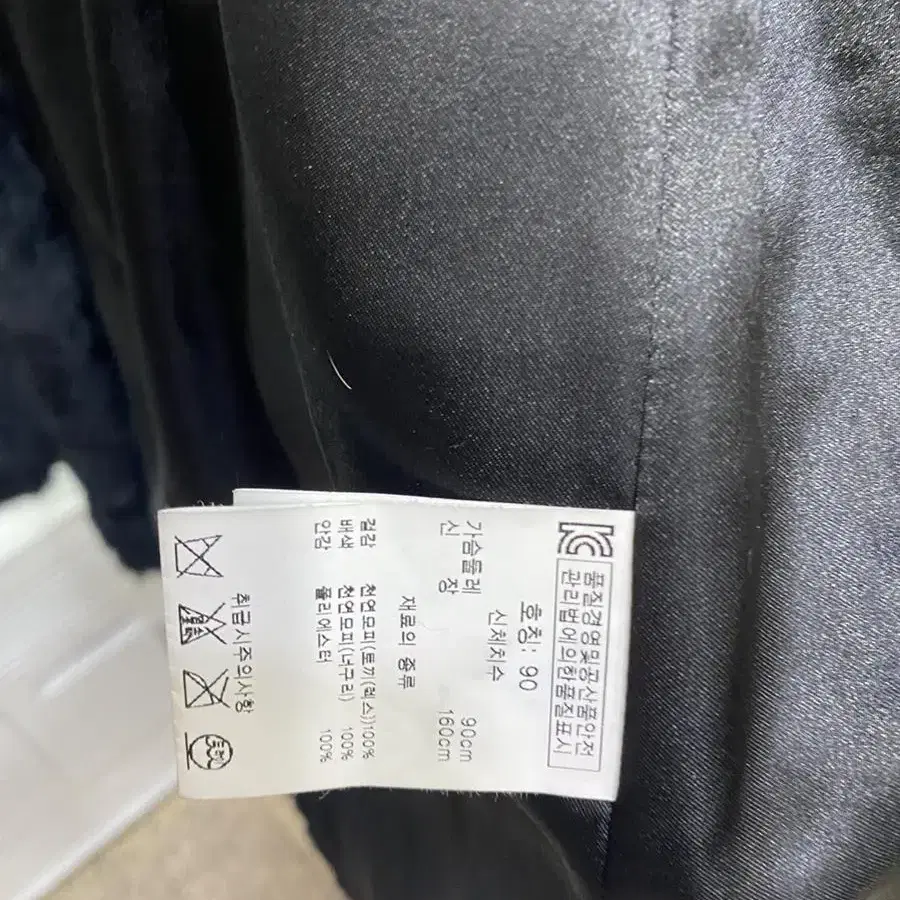 품질경영및공산품안전
관리법에의한품질표시
호칭: 90
신체치수
가슴둘레 90cm
신 장 160cm
재료의 종류
겉감 천연모피(토끼(렉스))100%
배색 천연모피(너구리) 100%
안감 폴리에스터 100%
취급시주의사항
드라이